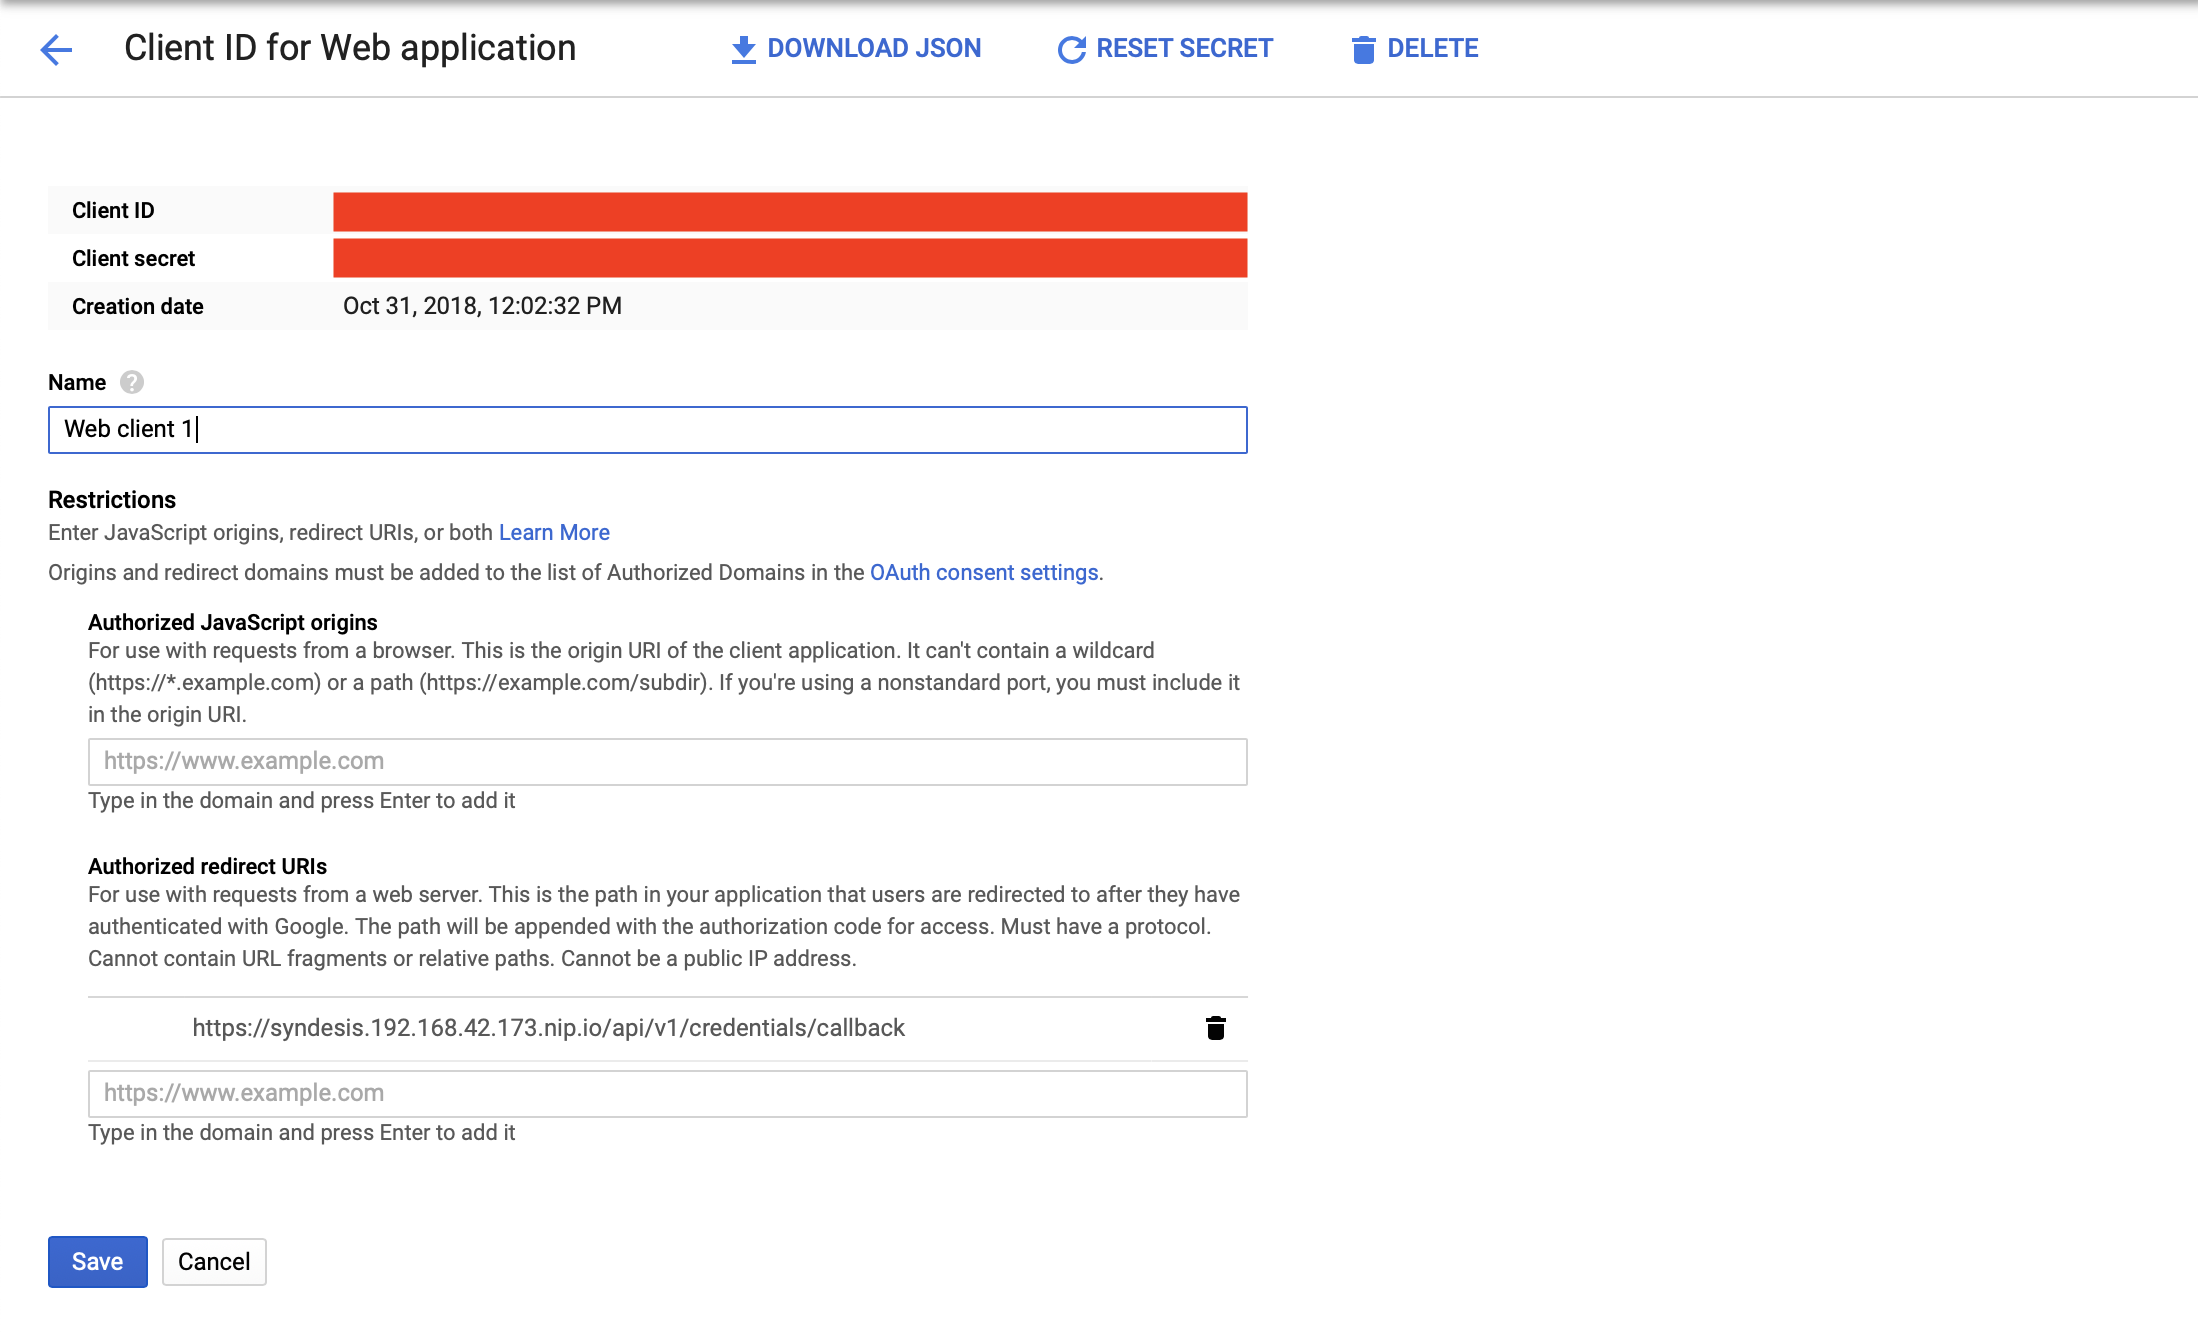 Client ID for Web application
DOWNLOAD JSON
RESET SECRET
DELETE
Client ID
Client secret
Creation date Oct 31, 2018, 12:02:32 PM
Name ?
Web client 1
Restrictions
Enter JavaScript origins, redirect URIs, or both Learn More
Origins and redirect domains must be added to the list of Authorized Domains in the OAuth consent settings.
Authorized JavaScript origins
For use with requests from a browser. This is the origin URI of the client application. It can't contain a wildcard
(https://*.example.com) or a path (https://example.com/subdir). If you're using a nonstandard port, you must include it
in the origin URI.
https://www.example.com
Type in the domain and press Enter to add it
Authorized redirect URIs
For use with requests from a web server. This is the path in your application that users are redirected to after they have
authenticated with Google. The path will be appended with the authorization code for access. Must have a protocol.
Cannot contain URL fragments or relative paths. Cannot be a public IP address.
https://syndesis.192.168.42.173.nip.io/api/v1/credentials/callback
https://www.example.com
Type in the domain and press Enter to add it
Save
Cancel